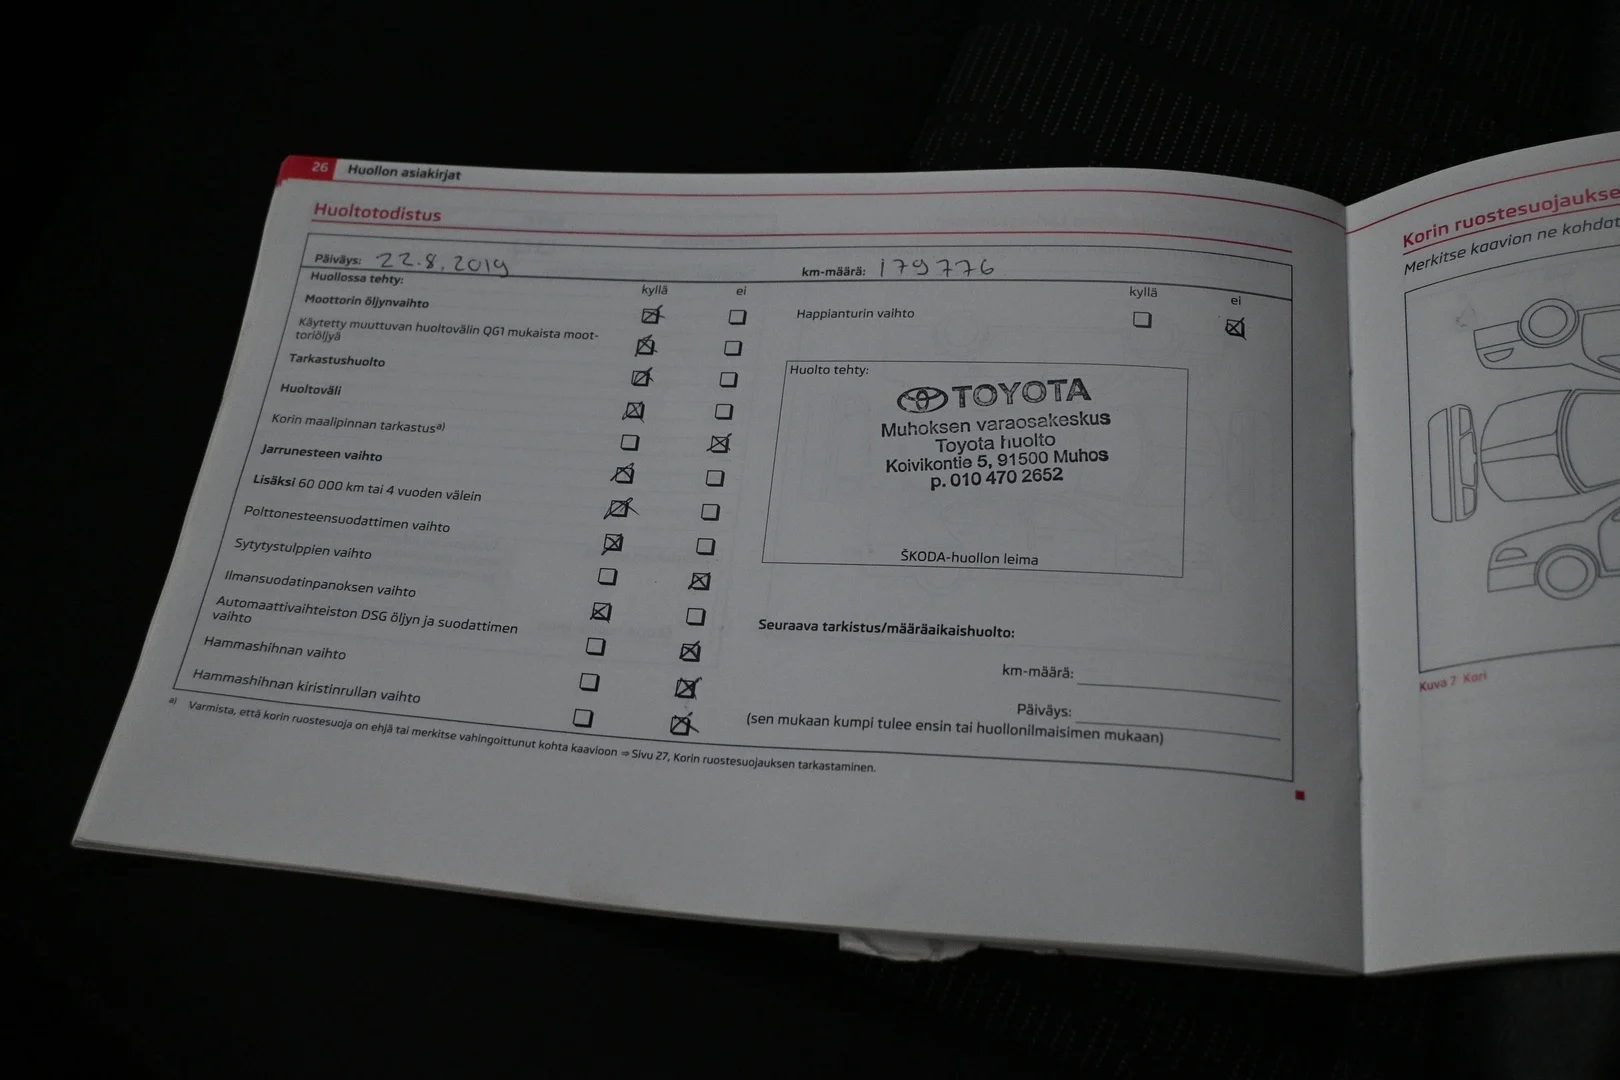 26 Huollon asiakirjat
Huoltotodistus
Päiväys: 22.8.2019
km-määrä: 179776
Huollossa tehty:
kyllä ei
Moottorin öljynvaihto
Käytetty muuttuvan huoltovälin QG1 mukaista moot-
toriöljyä
Tarkastushuolto
Huoltoväli
Korin maalipinnan tarkastusa)
Jarrunesteen vaihto
Lisäksi 60 000 km tai 4 vuoden välein
Polttonesteensuodattimen vaihto
Sytytystulppien vaihto
Ilmansuodatinpanoksen vaihto
Automaattivaihteiston DSG öljyn ja suodattimen
vaihto
Hammashihnan vaihto
Hammashihnan kiristinrullan vaihto
kyllä ei
Happianturin vaihto
Huolto tehty:
TOYOTA
Muhoksen varaosakeskus
Toyota huolto
Koivikontie 5, 91500 Muhos
p. 010 470 2652
ŠKODA-huollon leima
Seuraava tarkistus/määräaikaishuolto:
km-määrä:
Päiväys:
(sen mukaan kumpi tulee ensin tai huollonilmaisimen mukaan)
a) Varmista, että korin ruostesuoja on ehjä tai merkitse vahingoittunut kohta kaavioon ⇒ Sivu 27, Korin ruostesuojauksen tarkastaminen.
Korin ruostesuojaukse
Merkitse kaavion ne kohdat
Kuva 7 Kori